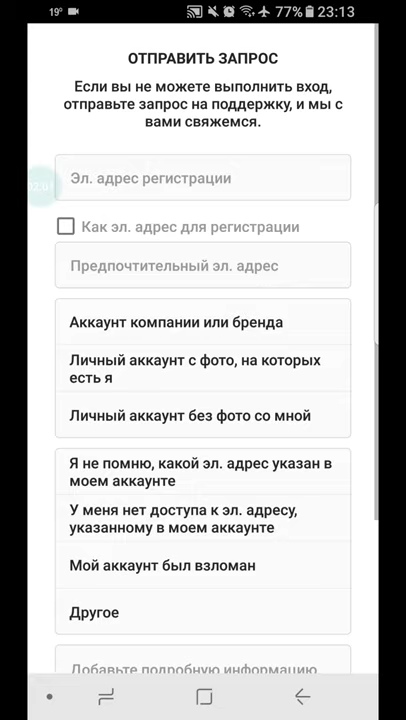 19° 77% 23:13
ОТПРАВИТЬ ЗАПРОС
Если вы не можете выполнить вход,
отправьте запрос на поддержку, и мы с
вами свяжемся.
Эл. адрес регистрации
Как эл. адрес для регистрации
Предпочтительный эл. адрес
Аккаунт компании или бренда
Личный аккаунт с фото, на которых
есть я
Личный аккаунт без фото со мной
Я не помню, какой эл. адрес указан в
моем аккаунте
У меня нет доступа к эл. адресу,
указанному в моем аккаунте
Мой аккаунт был взломан
Другое
Добавьте подробную информацию